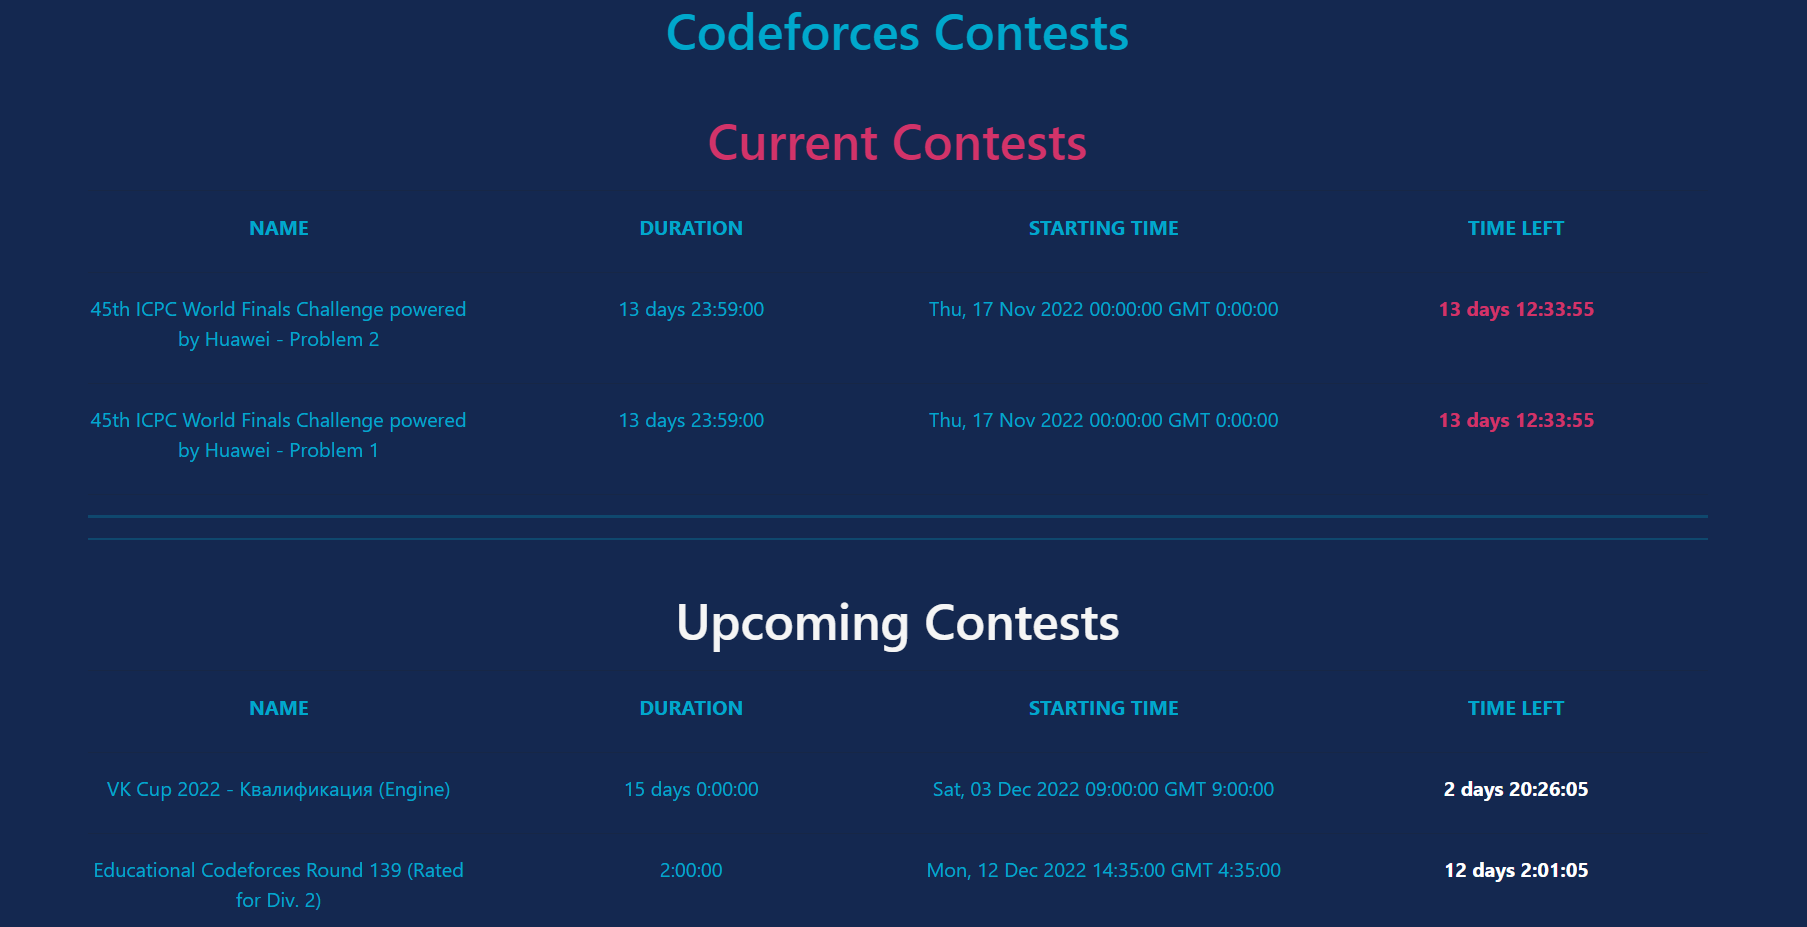 Codeforces Contests
Current Contests
NAME DURATION STARTING TIME TIME LEFT
45th ICPC World Finals Challenge powered 13 days 23:59:00 Thu, 17 Nov 2022 00:00:00 GMT 0:00:00 13 days 12:33:55
by Huawei - Problem 2
45th ICPC World Finals Challenge powered 13 days 23:59:00 Thu, 17 Nov 2022 00:00:00 GMT 0:00:00 13 days 12:33:55
by Huawei - Problem 1
Upcoming Contests
NAME DURATION STARTING TIME TIME LEFT
VK Cup 2022 - Квалификация (Engine) 15 days 0:00:00 Sat, 03 Dec 2022 09:00:00 GMT 9:00:00 2 days 20:26:05
Educational Codeforces Round 139 (Rated 2:00:00 Mon, 12 Dec 2022 14:35:00 GMT 4:35:00 12 days 2:01:05
for Div. 2)